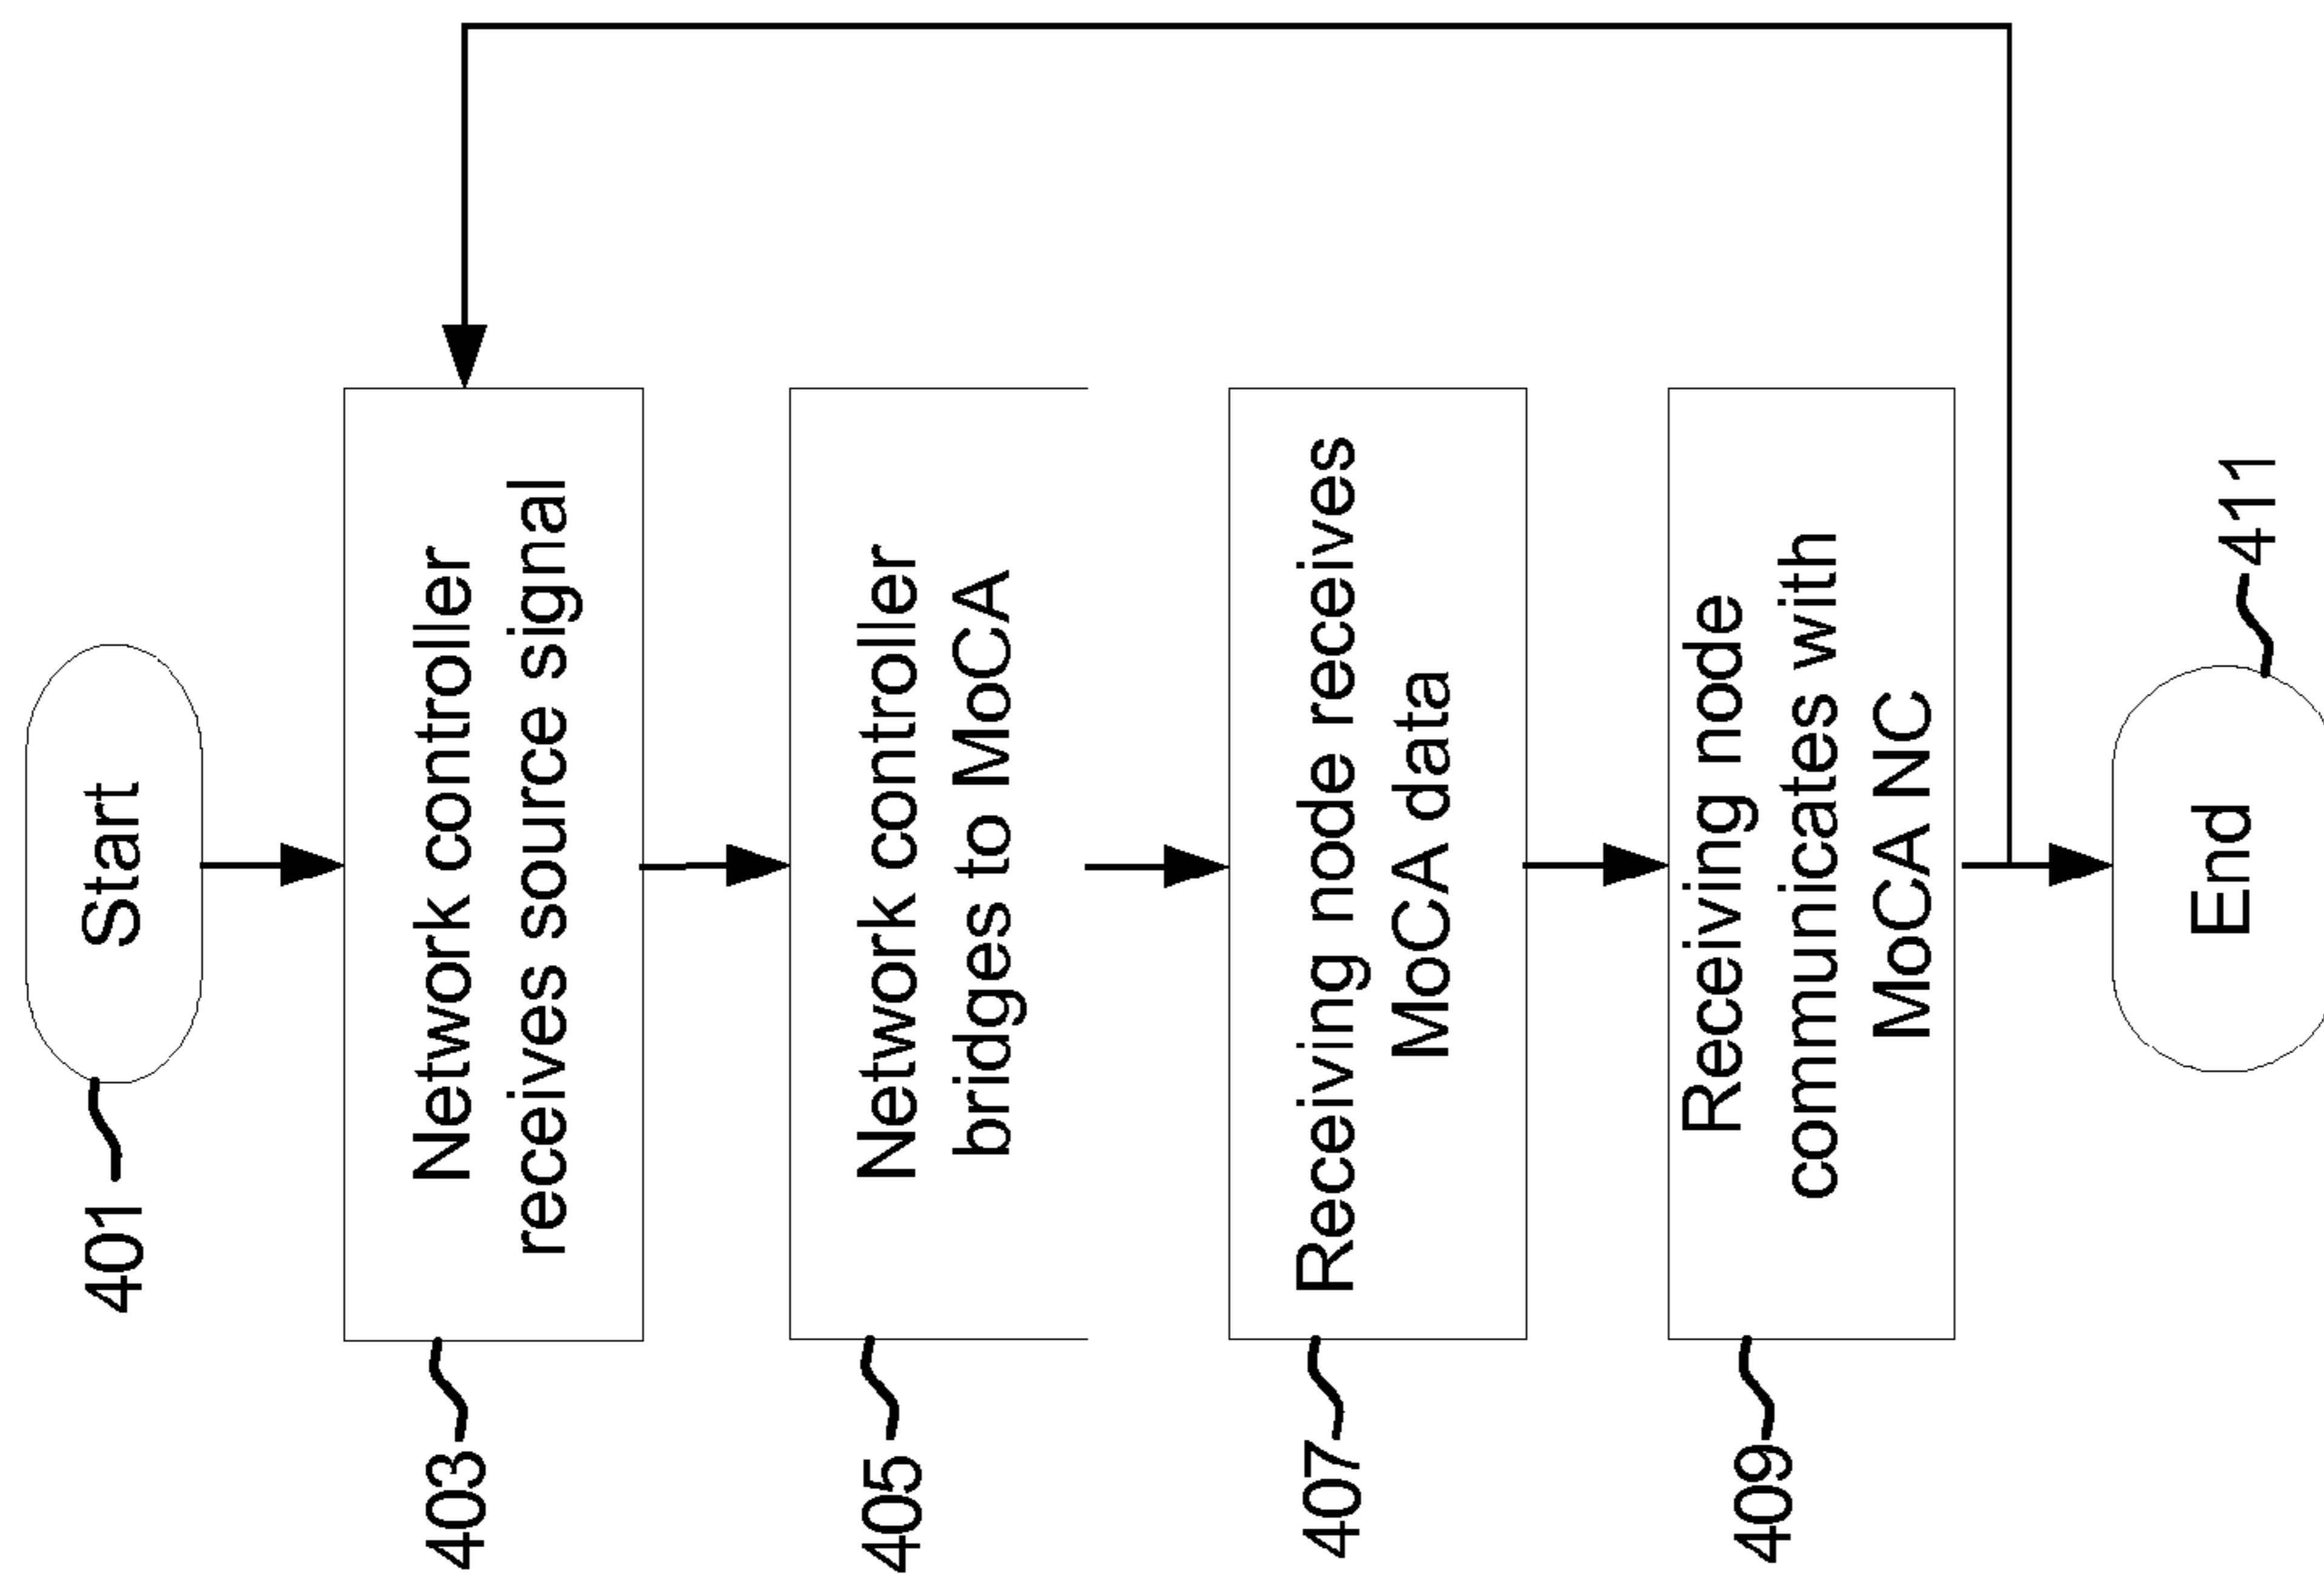 401
Start
403
Network controller
receives source signal
405
Network controller
bridges to MoCA
407
Receiving node receives
MoCA data
409
Receiving node
communicates with
MoCA NC
End
411